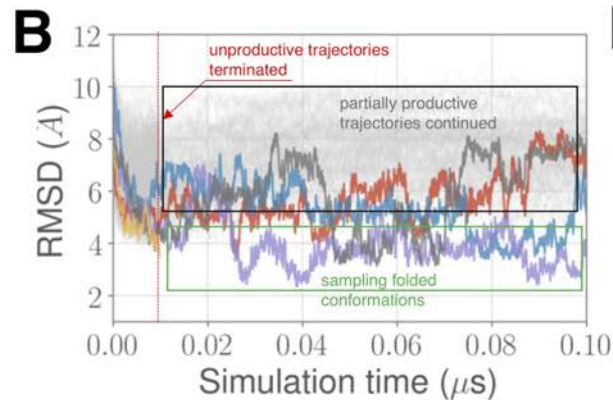 B
12
10
8
6
4
2
RMSD (Å)
unproductive trajectories
terminated
partially productive
trajectories continued
sampling folded
conformations
0.00
0.02
0.04
0.06
0.08
0.10
Simulation time (μs)